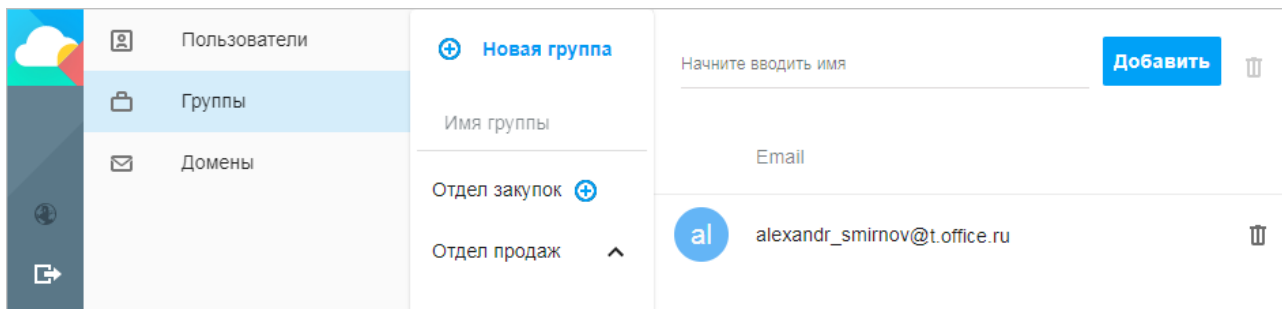 Пользователи
Группы
Домены
Новая группа
Имя группы
Отдел закупок
Отдел продаж
Начните вводить имя
Добавить
Email
al
alexandr_smirnov@t.office.ru